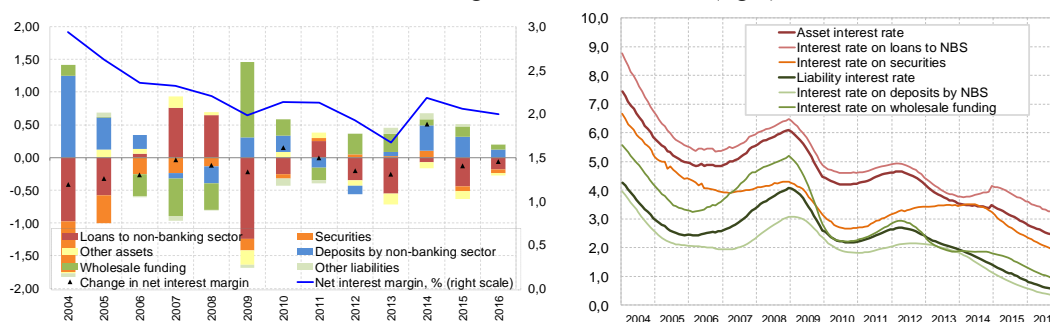 2,00
1,50
1,00
0,50
0,00
-0,50
-1,00
-1,50
-2,00
3,0
2,5
2,0
1,5
1,0
0,5
0,0
Loans to non-banking sector
Securities
Other assets
Deposits by non-banking sector
Wholesale funding
Other liabilities
Change in net interest margin
Net interest margin, % (right scale)
2004
2005
2006
2007
2008
2009
2010
2011
2012
2013
2014
2015
2016
10,0
9,0
8,0
7,0
6,0
5,0
4,0
3,0
2,0
1,0
0,0
Asset interest rate
Interest rate on loans to NBS
Interest rate on securities
Liability interest rate
Interest rate on deposits by NBS
Interest rate on wholesale funding
2004 2005 2006 2007 2008 2009 2010 2011 2012 2013 2014 2015